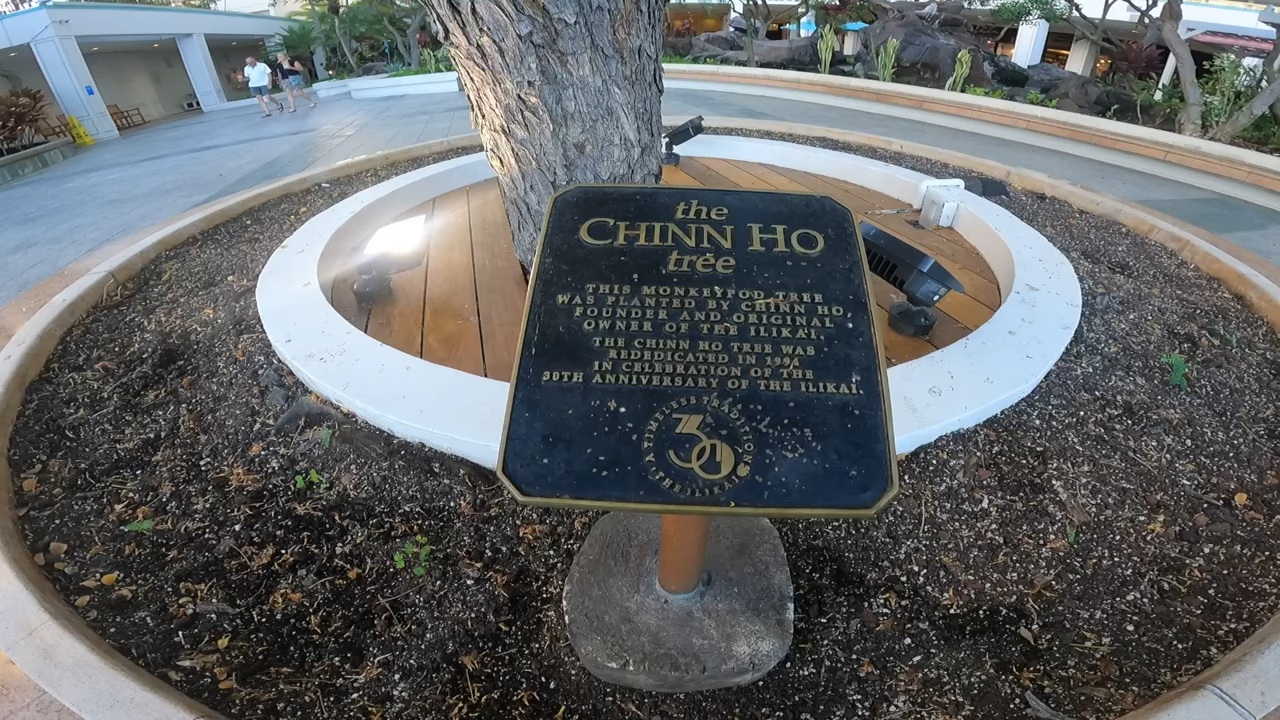 the
CHINN HO
tree
THIS MONKEYPOD TREE
WAS PLANTED BY CHINN HO,
FOUNDER AND ORIGINAL
OWNER OF THE ILIKAI.
THE CHINN HO TREE WAS
REDEDICATED IN 1994
IN CELEBRATION OF THE
30TH ANNIVERSARY OF THE ILIKAI.
A TIMELESS TRADITION
30
THE ILIKAI